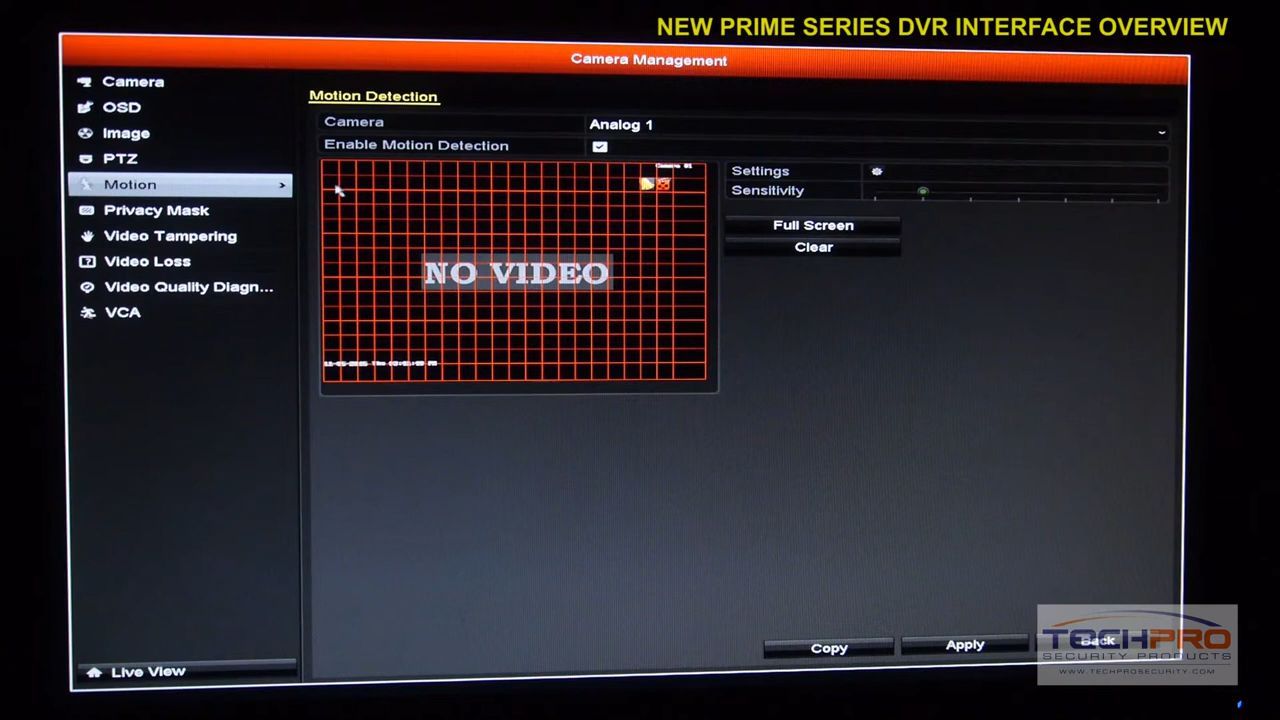 NEW PRIME SERIES DVR INTERFACE OVERVIEW
Camera Management
Camera
OSD
Image
PTZ
Motion
Privacy Mask
Video Tampering
Video Loss
Video Quality Diagn...
VCA
Live View
Motion Detection
Camera Analog 1
Enable Motion Detection
Camera 01
NO VIDEO
Settings
Sensitivity
Full Screen
Clear
Copy
Apply
Back
TECHPRO
SECURITY PRODUCTS
WWW.TECHPROSECURITY.COM